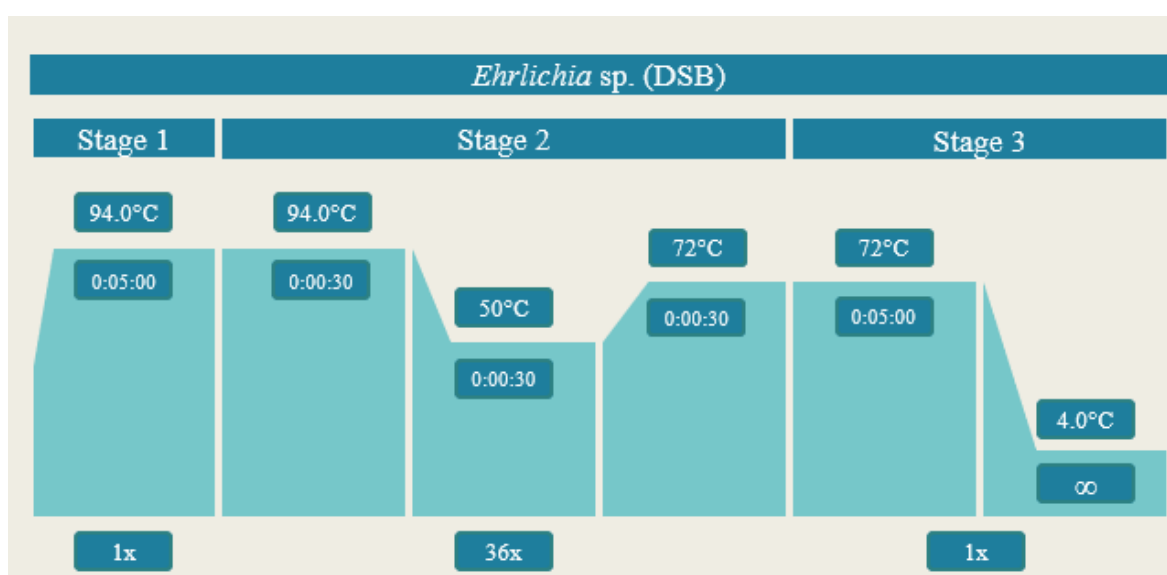 Ehrlichia sp. (DSB)
Stage 1
Stage 2
Stage 3
94.0°C
94.0°C
72°C
72°C
0:05:00
0:00:30
50°C
0:00:30
0:05:00
0:00:30
4.0°C
∞
1x
36x
1x